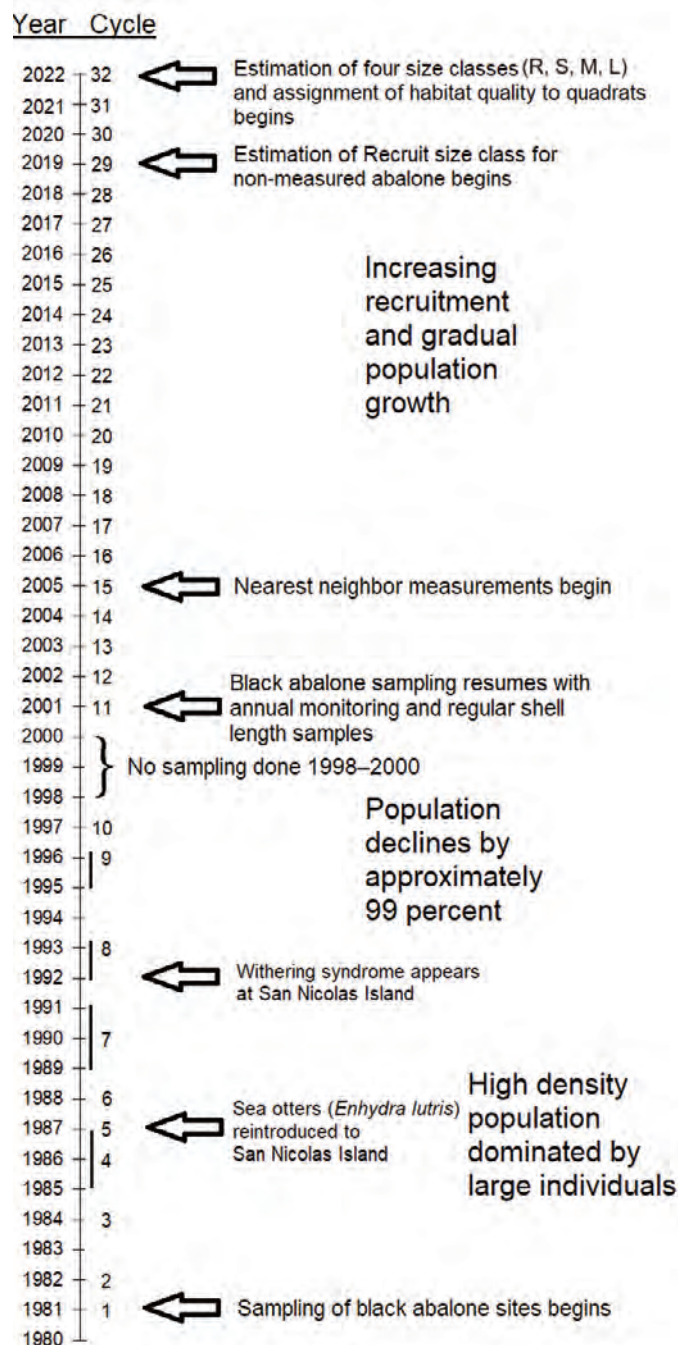 Year Cycle
2022 32 Estimation of four size classes (R, S, M, L)
and assignment of habitat quality to quadrats
begins
2021 31
2020 30
2019 29 Estimation of Recruit size class for
non-measured abalone begins
2018 28
2017 27
2016 26
2015 25
2014 24
2013 23
2012 22
2011 21
Increasing
recruitment
and gradual
population
growth
2010 20
2009 19
2008 18
2007 17
2006 16
2005 15 Nearest neighbor measurements begin
2004 14
2003 13
2002 12
2001 11 Black abalone sampling resumes with
annual monitoring and regular shell
length samples
2000
1999 } No sampling done 1998–2000
1998
1997 10
1996 9
1995
1994
Population
declines by
approximately
99 percent
1993 8
1992 Withering syndrome appears
at San Nicolas Island
1991
1990 7
1989
1988 6
1987 5 Sea otters (Enhydra lutris)
reintroduced to
San Nicolas Island
1986 4
1985
High density
population
dominated by
large individuals
1984 3
1983
1982 2
1981 1 Sampling of black abalone sites begins
1980